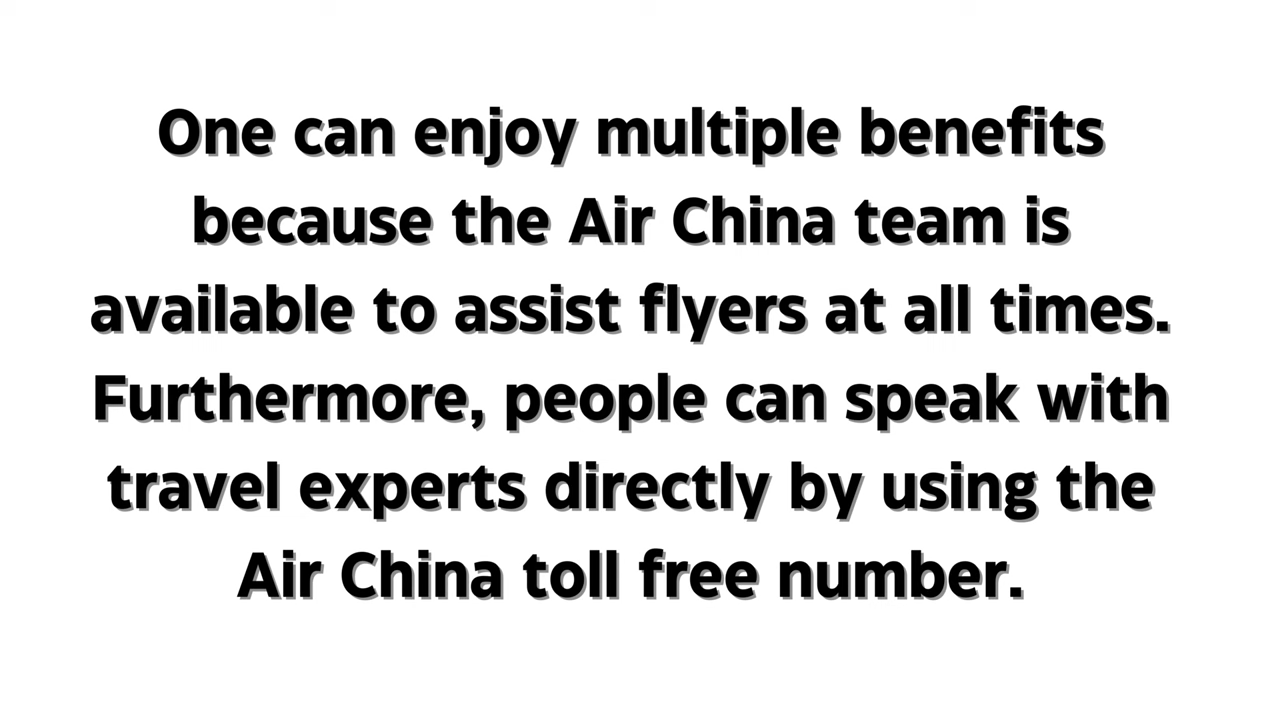 One can enjoy multiple benefits
because the Air China team is
available to assist flyers at all times.
Furthermore, people can speak with
travel experts directly by using the
Air China toll free number.